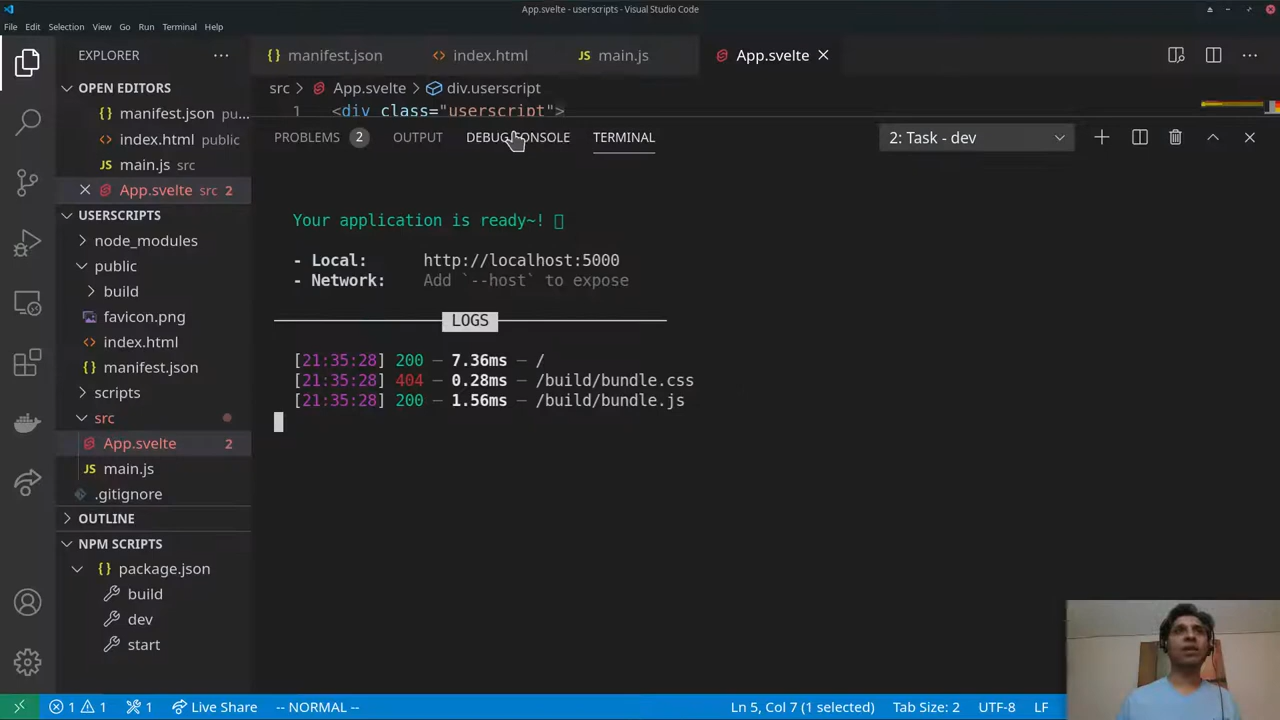 App.svelte - userscripts - Visual Studio Code
File Edit Selection View Go Run Terminal Help
EXPLORER
OPEN EDITORS
{} manifest.json pu...
<> index.html public
JS main.js src
App.svelte src 2
USERSCRIPTS
node_modules
public
build
favicon.png
<> index.html
{} manifest.json
scripts
src
App.svelte 2
JS main.js
.gitignore
OUTLINE
NPM SCRIPTS
{} package.json
build
dev
start
{} manifest.json
<> index.html
JS main.js
App.svelte
src > App.svelte > div.userscript
1 <div class="userscript">
PROBLEMS 2 OUTPUT DEBUG CONSOLE TERMINAL
2: Task - dev
Your application is ready~!
- Local: http://localhost:5000
- Network: Add `--host` to expose
LOGS
[21:35:28] 200 — 7.36ms — /
[21:35:28] 404 — 0.28ms — /build/bundle.css
[21:35:28] 200 — 1.56ms — /build/bundle.js
1 1 1 Live Share -- NORMAL -- Ln 5, Col 7 (1 selected) Tab Size: 2 UTF-8 LF